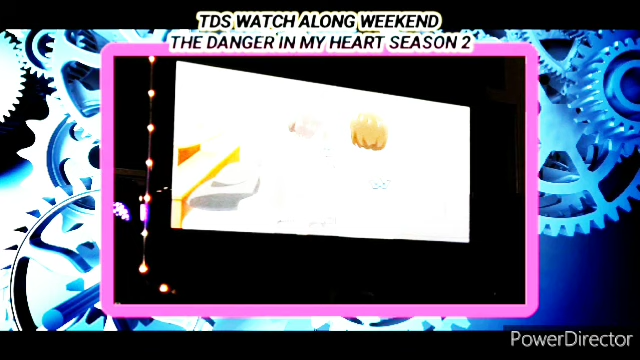 TDS WATCH ALONG WEEKEND
THE DANGER IN MY HEART SEASON 2
PowerDirector